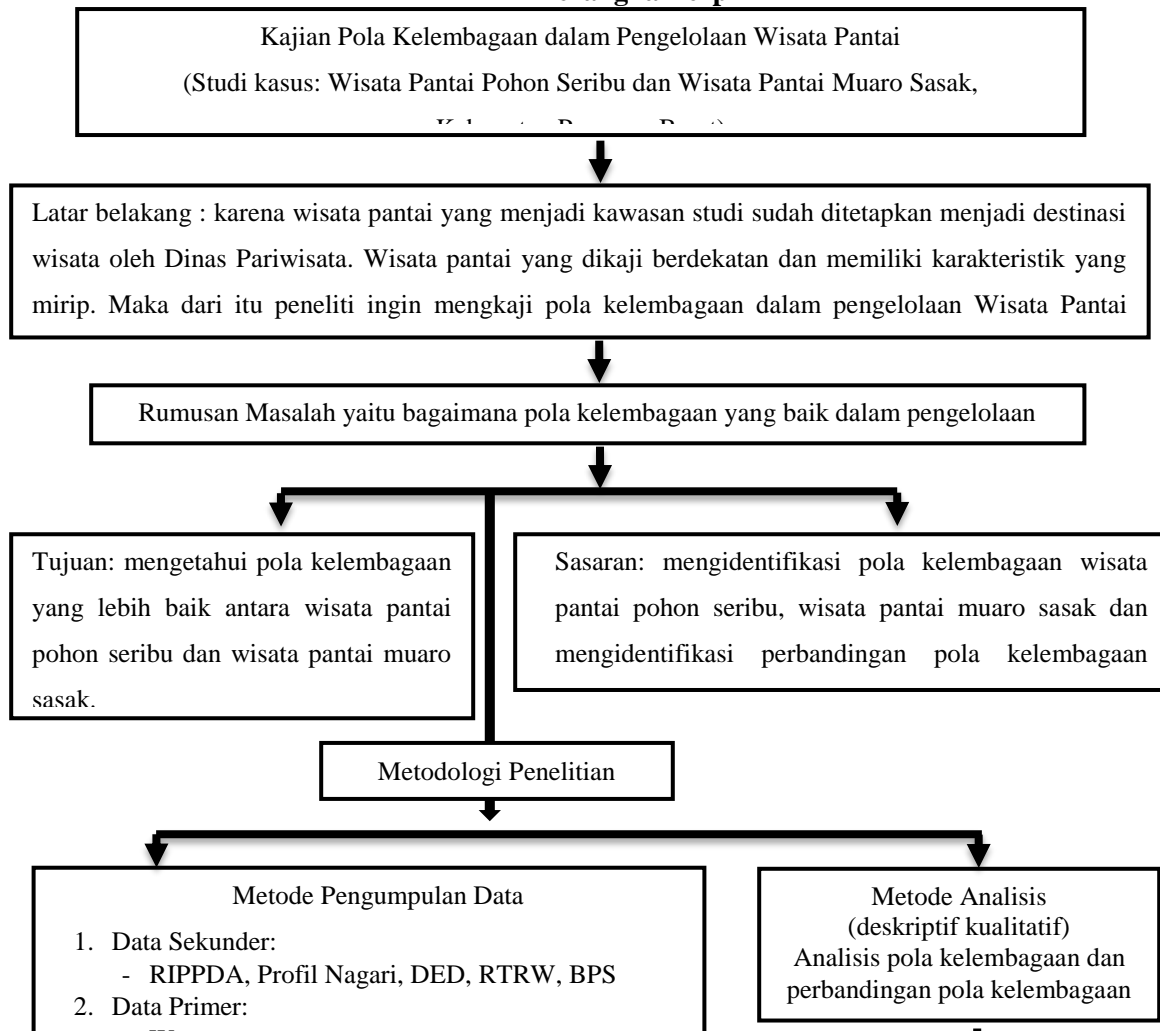 Kajian Pola Kelembagaan dalam Pengelolaan Wisata Pantai
(Studi kasus: Wisata Pantai Pohon Seribu dan Wisata Pantai Muaro Sasak,
Latar belakang : karena wisata pantai yang menjadi kawasan studi sudah ditetapkan menjadi destinasi
wisata oleh Dinas Pariwisata. Wisata pantai yang dikaji berdekatan dan memiliki karakteristik yang
mirip. Maka dari itu peneliti ingin mengkaji pola kelembagaan dalam pengelolaan Wisata Pantai
Rumusan Masalah yaitu bagaimana pola kelembagaan yang baik dalam pengelolaan
Tujuan: mengetahui pola kelembagaan
yang lebih baik antara wisata pantai
pohon seribu dan wisata pantai muaro
sasak.
Sasaran: mengidentifikasi pola kelembagaan wisata
pantai pohon seribu, wisata pantai muaro sasak dan
mengidentifikasi perbandingan pola kelembagaan
Metodologi Penelitian
Metode Pengumpulan Data
1. Data Sekunder:
- RIPPDA, Profil Nagari, DED, RTRW, BPS
2. Data Primer:
Metode Analisis
(deskriptif kualitatif)
Analisis pola kelembagaan dan
perbandingan pola kelembagaan